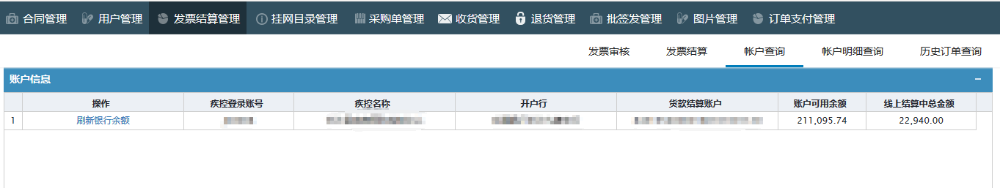 合同管理 用户管理 发票结算管理 挂网目录管理 采购单管理 收货管理 退货管理 批签发管理 图片管理 订单支付管理
发票审核 发票结算 帐户查询 帐户明细查询 历史订单查询
账户信息
操作 疾控登录账号 疾控名称 开户行 货款结算账户 账户可用余额 线上结算中总金额
1 刷新银行余额 211,095.74 22,940.00